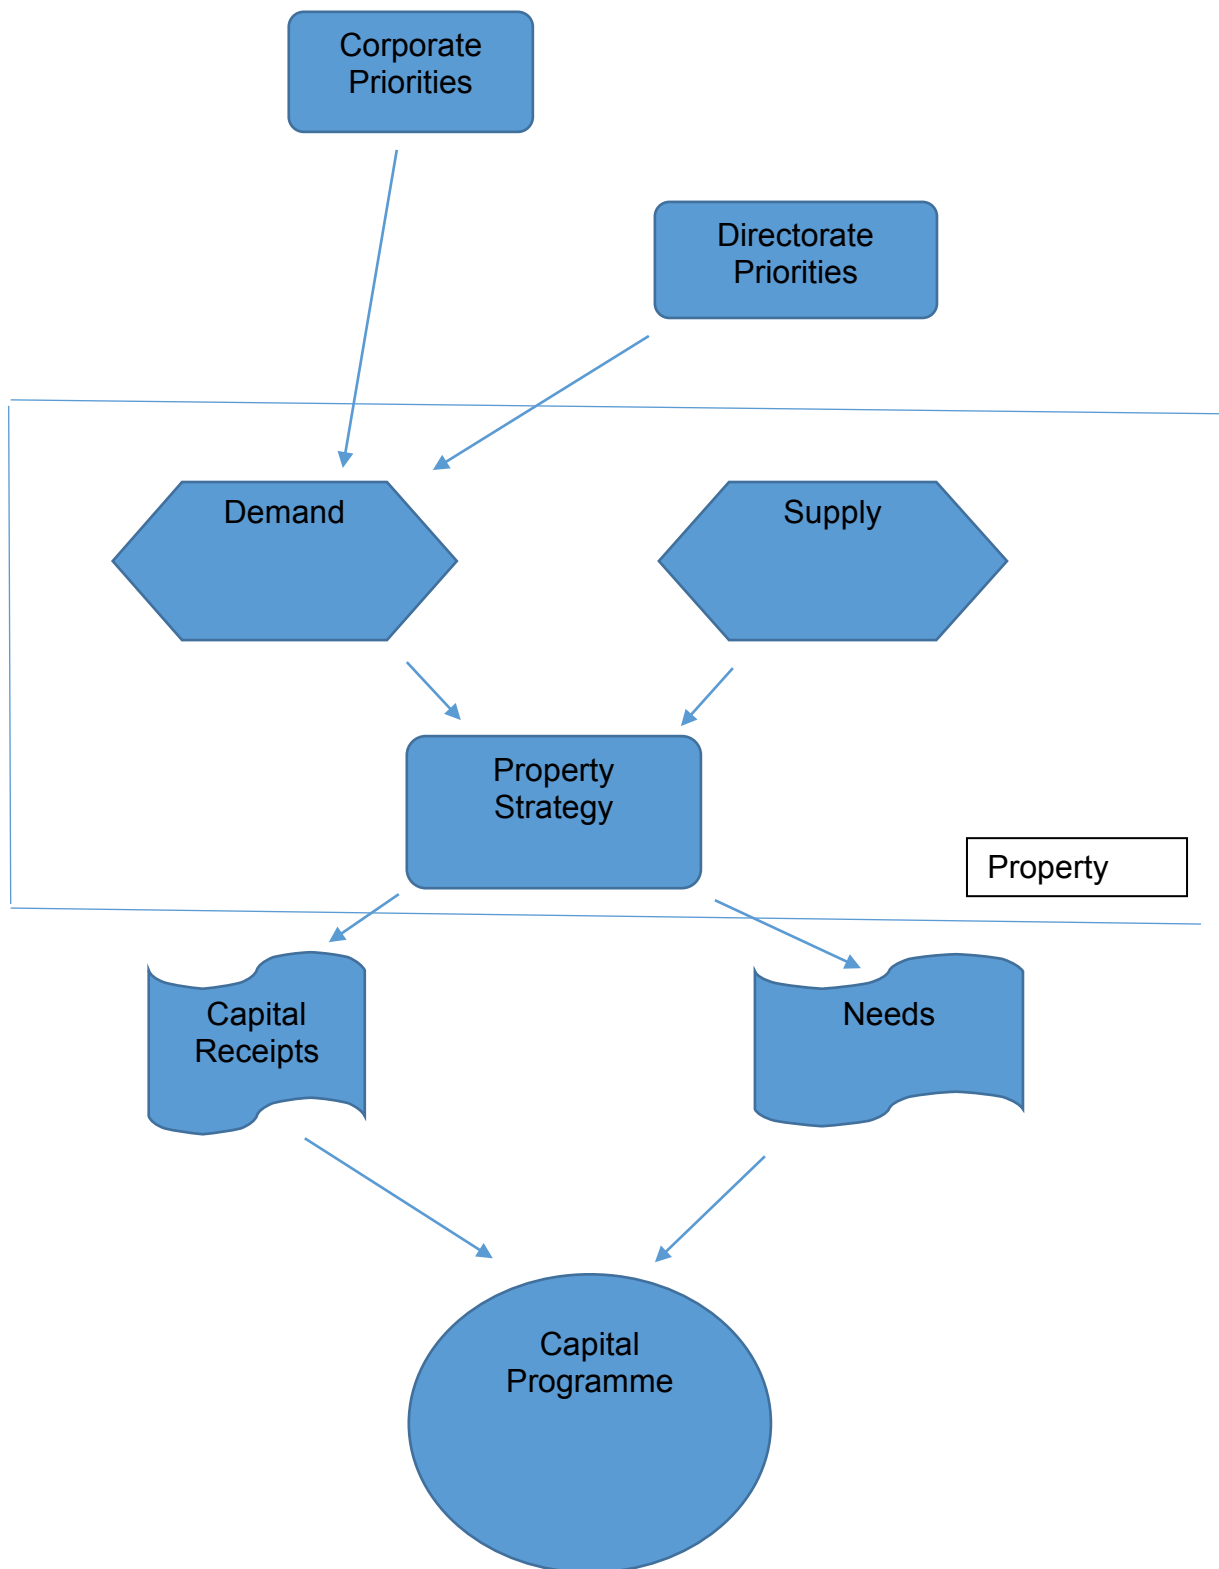 Corporate
Priorities
Directorate
Priorities
Demand
Supply
Property
Strategy
Property
Capital
Receipts
Needs
Capital
Programme